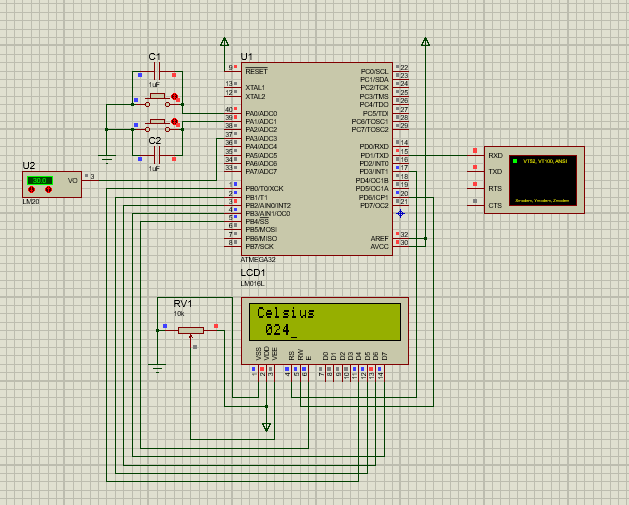 C1
1uF
C2
1uF
U2
VO
3
LM20
U1
9
RESET
13
XTAL1
12
XTAL2
40
PA0/ADC0
39
PA1/ADC1
38
PA2/ADC2
37
PA3/ADC3
36
PA4/ADC4
35
PA5/ADC5
34
PA6/ADC6
33
PA7/ADC7
1
PB0/T0/XCK
2
PB1/T1
3
PB2/AIN0/INT2
4
PB3/AIN1/OC0
5
PB4/SS
6
PB5/MOSI
7
PB6/MISO
8
PB7/SCK
PC0/SCL
22
PC1/SDA
23
PC2/TCK
24
PC3/TMS
25
PC4/TDO
26
PC5/TDI
27
PC6/TOSC1
28
PC7/TOSC2
29
PD0/RXD
14
PD1/TXD
15
PD2/INT0
16
PD3/INT1
17
PD4/OC1B
18
PD5/OC1A
19
PD6/ICP1
20
PD7/OC2
21
AREF
32
AVCC
30
ATMEGA32
RXD
TXD
RTS
CTS
VT52, VT100, ANSI
Xmodem, Ymodem, Zmodem
LCD1
LM016L
Celsius
024_
RV1
10k
VSS
VDD
VEE
RS
RW
E
D0
D1
D2
D3
D4
D5
D6
D7
1
2
3
4
5
6
7
8
9
10
11
12
13
14